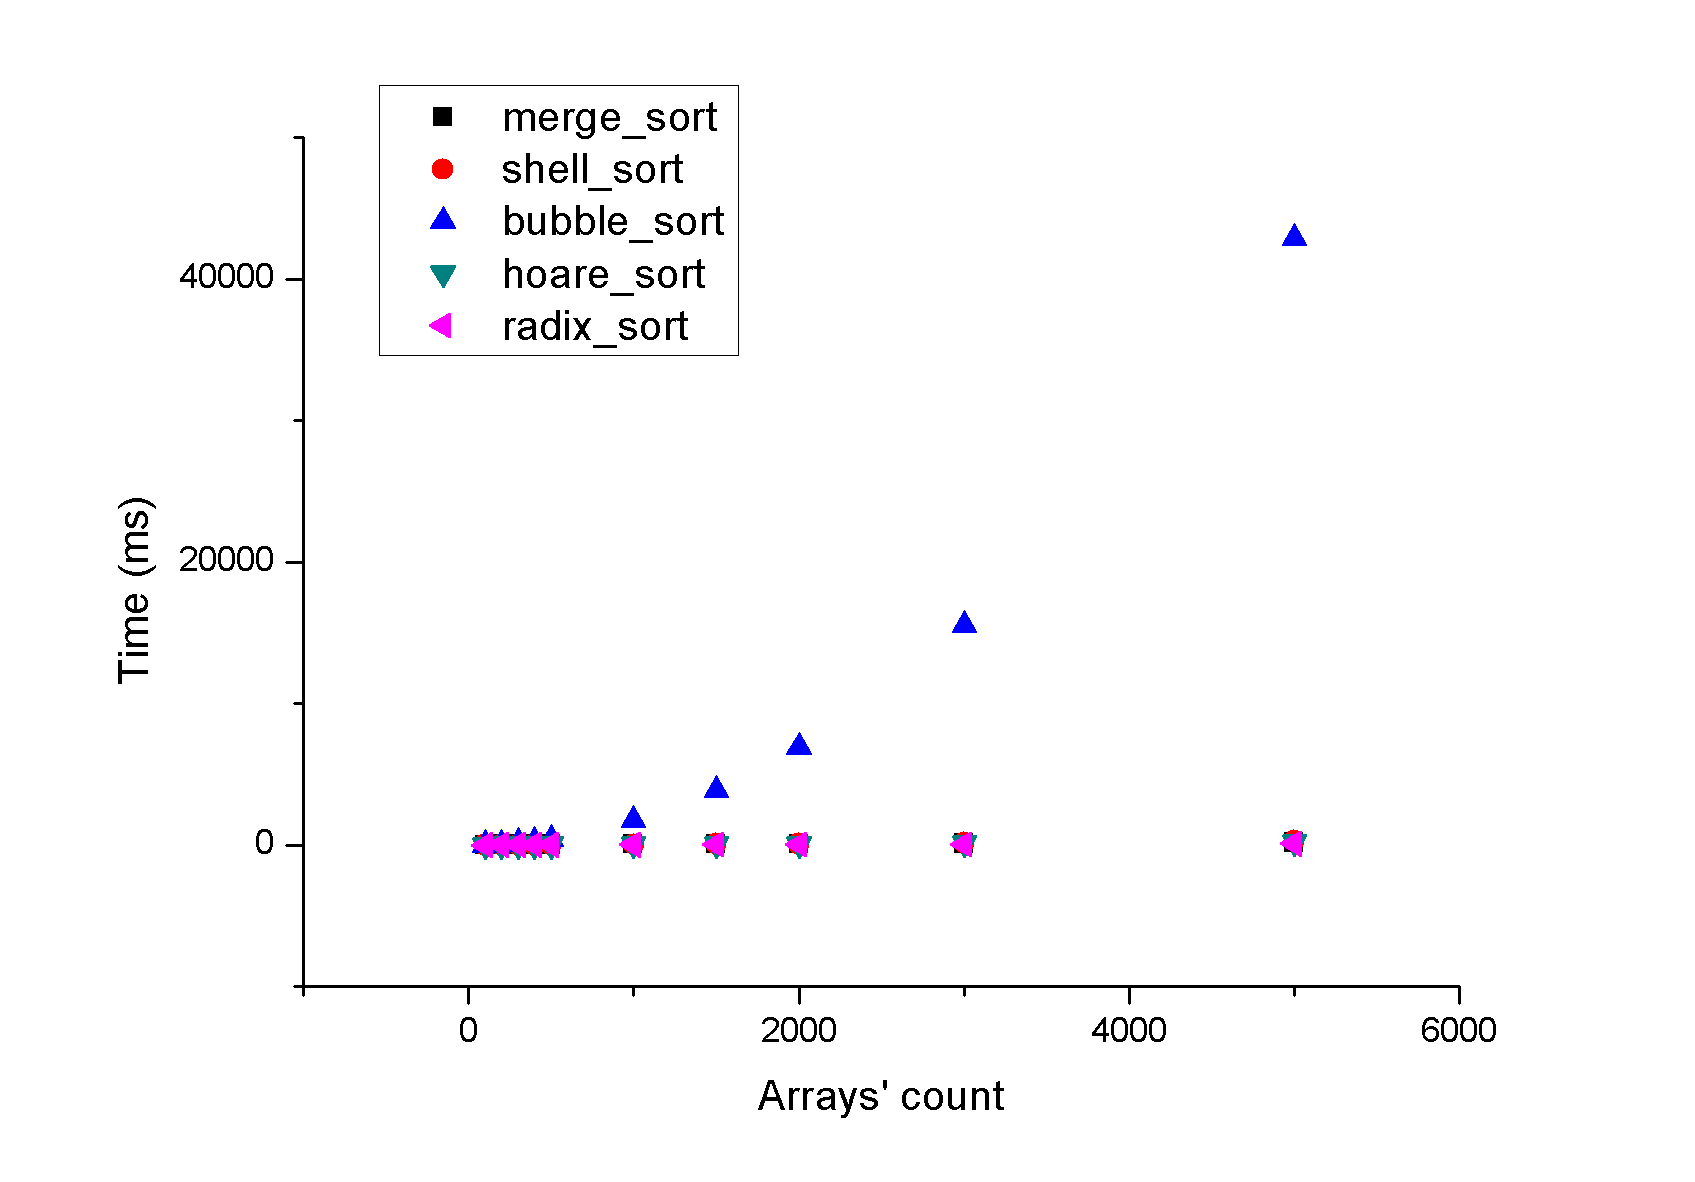 merge_sort
shell_sort
bubble_sort
hoare_sort
radix_sort
40000
20000
0
Time (ms)
0 2000 4000 6000
Arrays' count